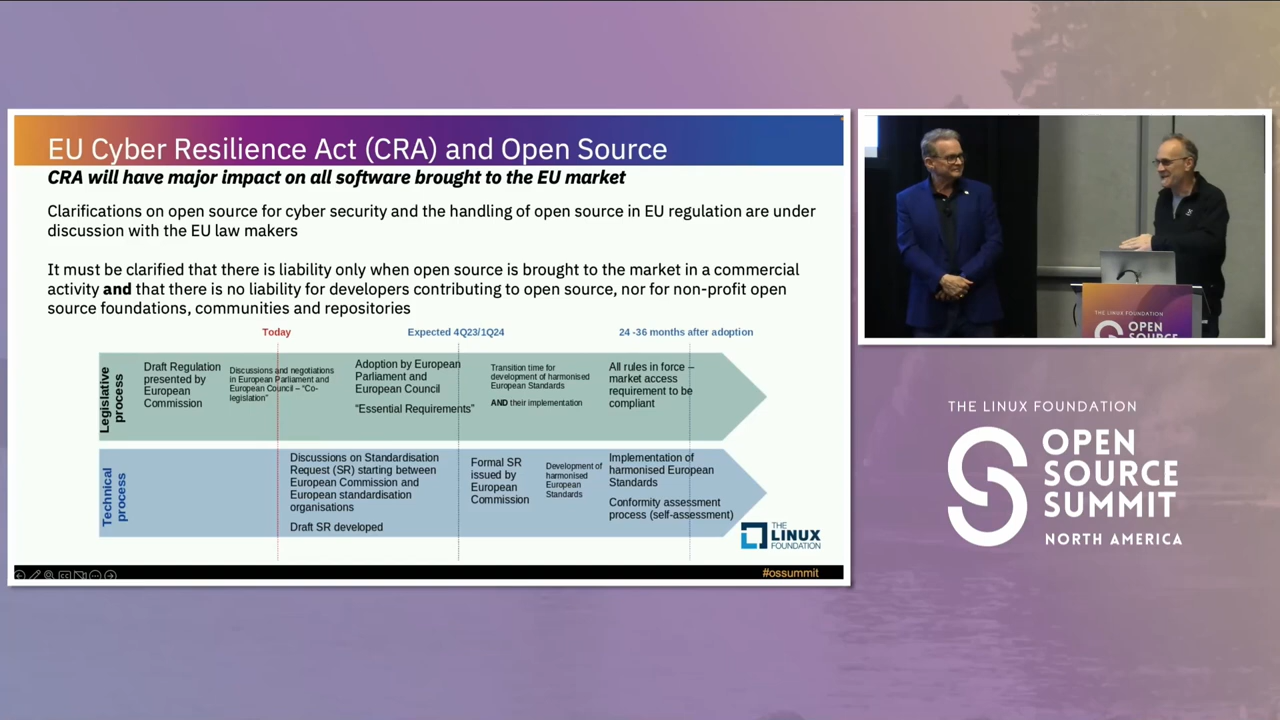 EU Cyber Resilience Act (CRA) and Open Source
CRA will have major impact on all software brought to the EU market
Clarifications on open source for cyber security and the handling of open source in EU regulation are under
discussion with the EU law makers
It must be clarified that there is liability only when open source is brought to the market in a commercial
activity and that there is no liability for developers contributing to open source, nor for non-profit open
source foundations, communities and repositories
Today
Expected 4Q23/1Q24
24 -36 months after adoption
Legislative
process
Draft Regulation
presented by
European
Commission
Discussions and negotiations
in European Parliament and
European Council – "Co-
legislation"
Adoption by European
Parliament and
European Council
"Essential Requirements"
Transition time for
development of harmonised
European Standards
AND their implementation
All rules in force –
market access
requirement to be
compliant
Technical
process
Discussions on Standardisation
Request (SR) starting between
European Commission and
European standardisation
organisations
Draft SR developed
Formal SR
issued by
European
Commission
Development of
harmonised
European
Standards
Implementation of
harmonised European
Standards
Conformity assessment
process (self-assessment)
THE
LINUX
FOUNDATION
#ossummit
THE LINUX FOUNDATION
OPEN
SOURCE
THE LINUX FOUNDATION
OPEN
SOURCE
SUMMIT
NORTH AMERICA